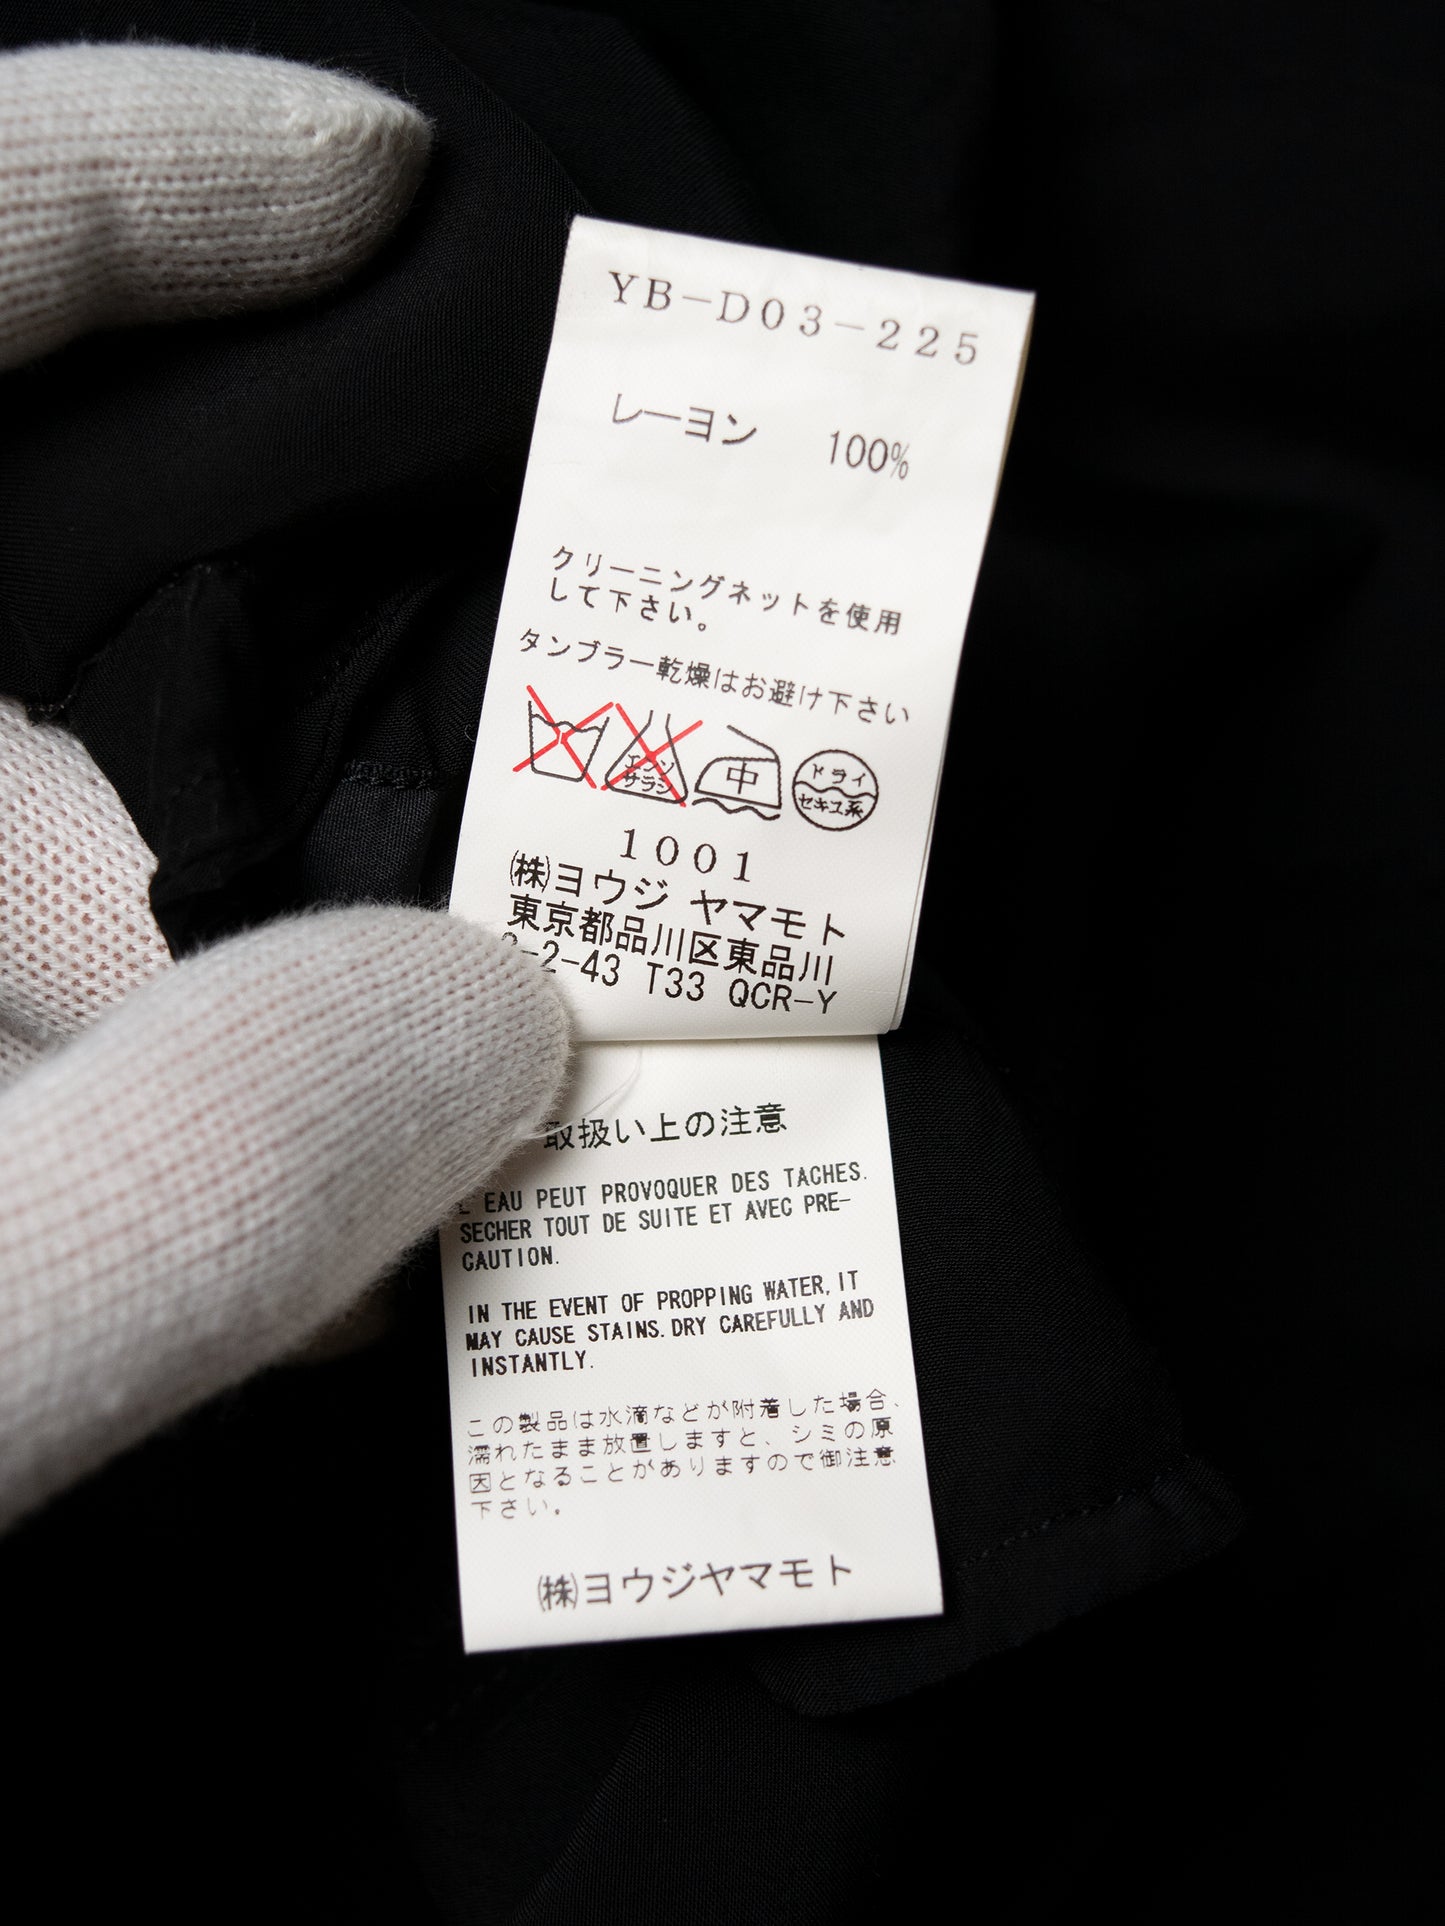 YB-D03-225
レーヨン 100%
クリーニングネットを使用
して下さい。
タンブラー乾燥はお避け下さい
エンソ
サラシ
中
ドライ
セキユ系
1001
㈱ヨウジ ヤマモト
東京都品川区東品川
2-2-43 T33 QCR-Y
取扱い上の注意
L EAU PEUT PROVOQUER DES TACHES.
SECHER TOUT DE SUITE ET AVEC PRE-
CAUTION.
IN THE EVENT OF PROPPING WATER, IT
MAY CAUSE STAINS. DRY CAREFULLY AND
INSTANTLY.
この製品は水滴などが附着した場合、
濡れたまま放置しますと、シミの原
因となることがありますので御注意
下さい。
㈱ヨウジヤマモト